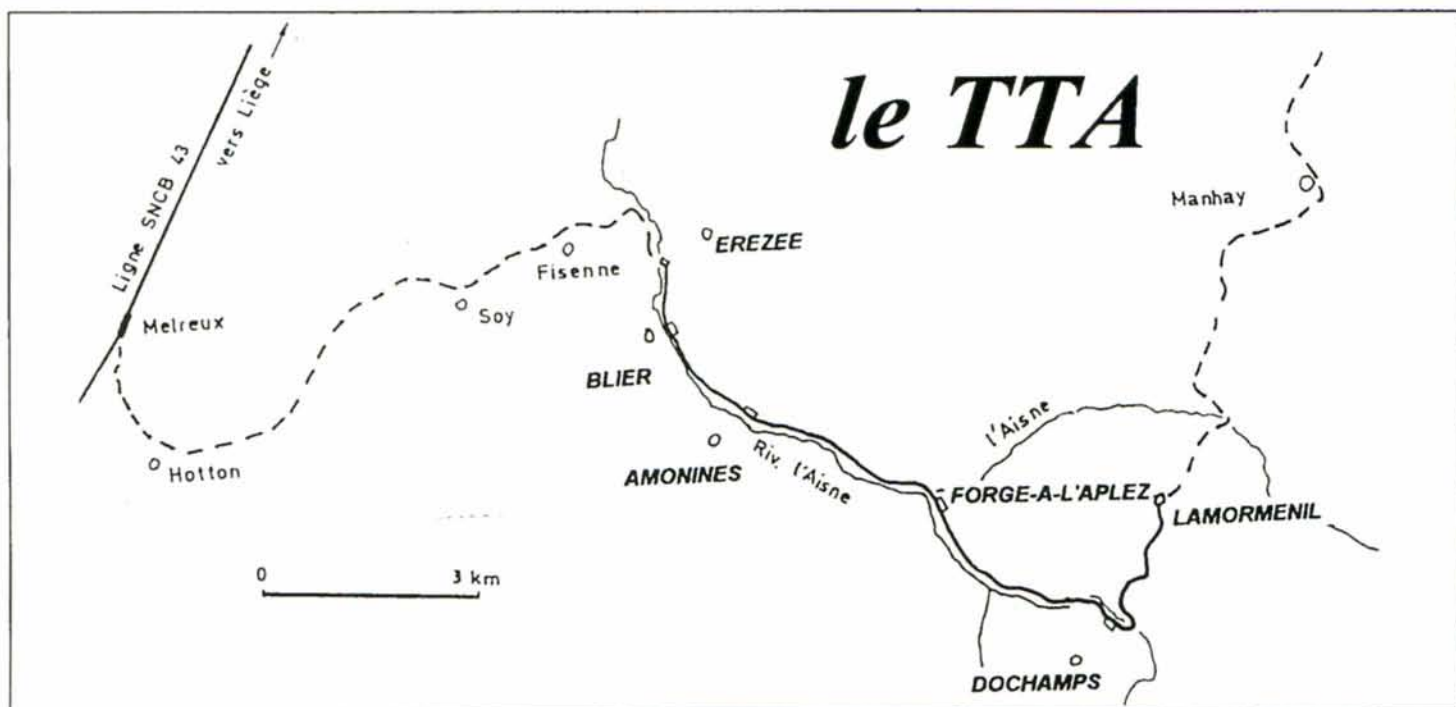 le TTA
Ligne SNCB 43
vers Liège
Manhay
EREZEE
Fisenne
Soy
Melreux
BLIER
l'Aisne
Hotton
AMONINES
Riv. l'Aisne
FORGE-A-L'APLEZ
LAMORMENIL
0 3 km
DOCHAMPS